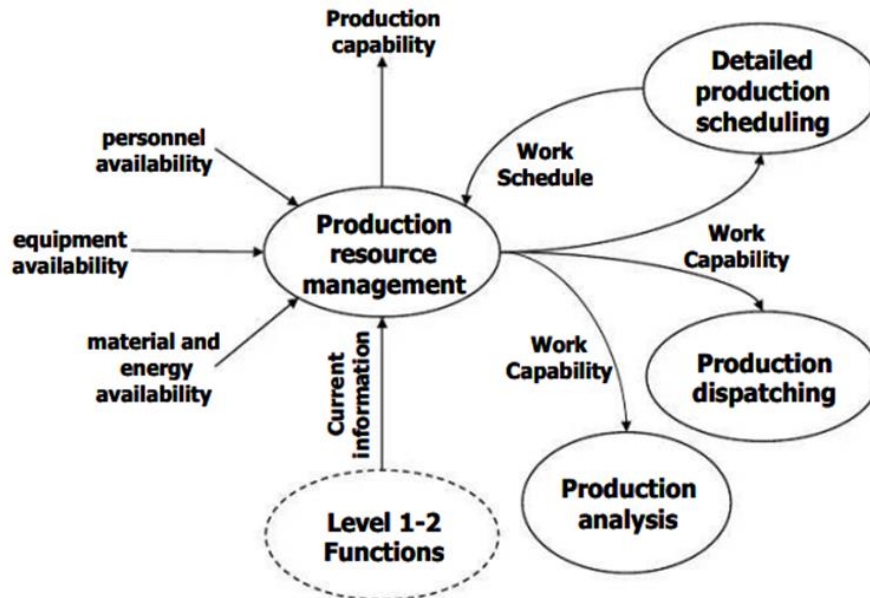 Production
capability
Detailed
production
scheduling
personnel
availability
Work
Schedule
Production
resource
management
equipment
availability
Work
Capability
material and
energy
availability
Current
information
Work
Capability
Production
dispatching
Production
analysis
Level 1-2
Functions